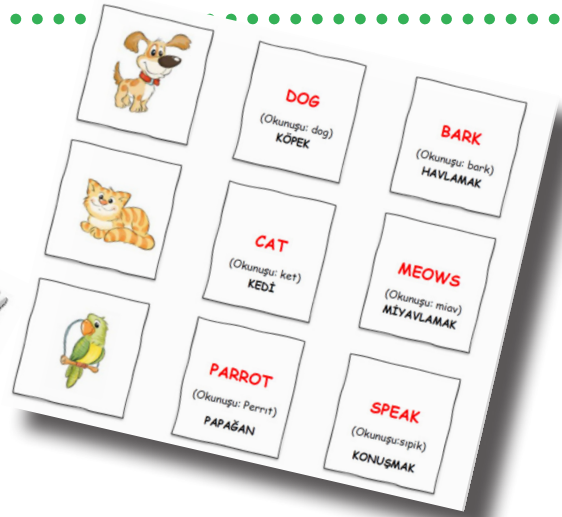 DOG
(Okunuşu: dog)
KÖPEK
BARK
(Okunuşu: bark)
HAVLAMAK
CAT
(Okunuşu: ket)
KEDİ
MEOWS
(Okunuşu: miav)
MİYAVLAMAK
PARROT
(Okunuşu: Perrıt)
PAPAĞAN
SPEAK
(Okunuşu:sıpik)
KONUŞMAK